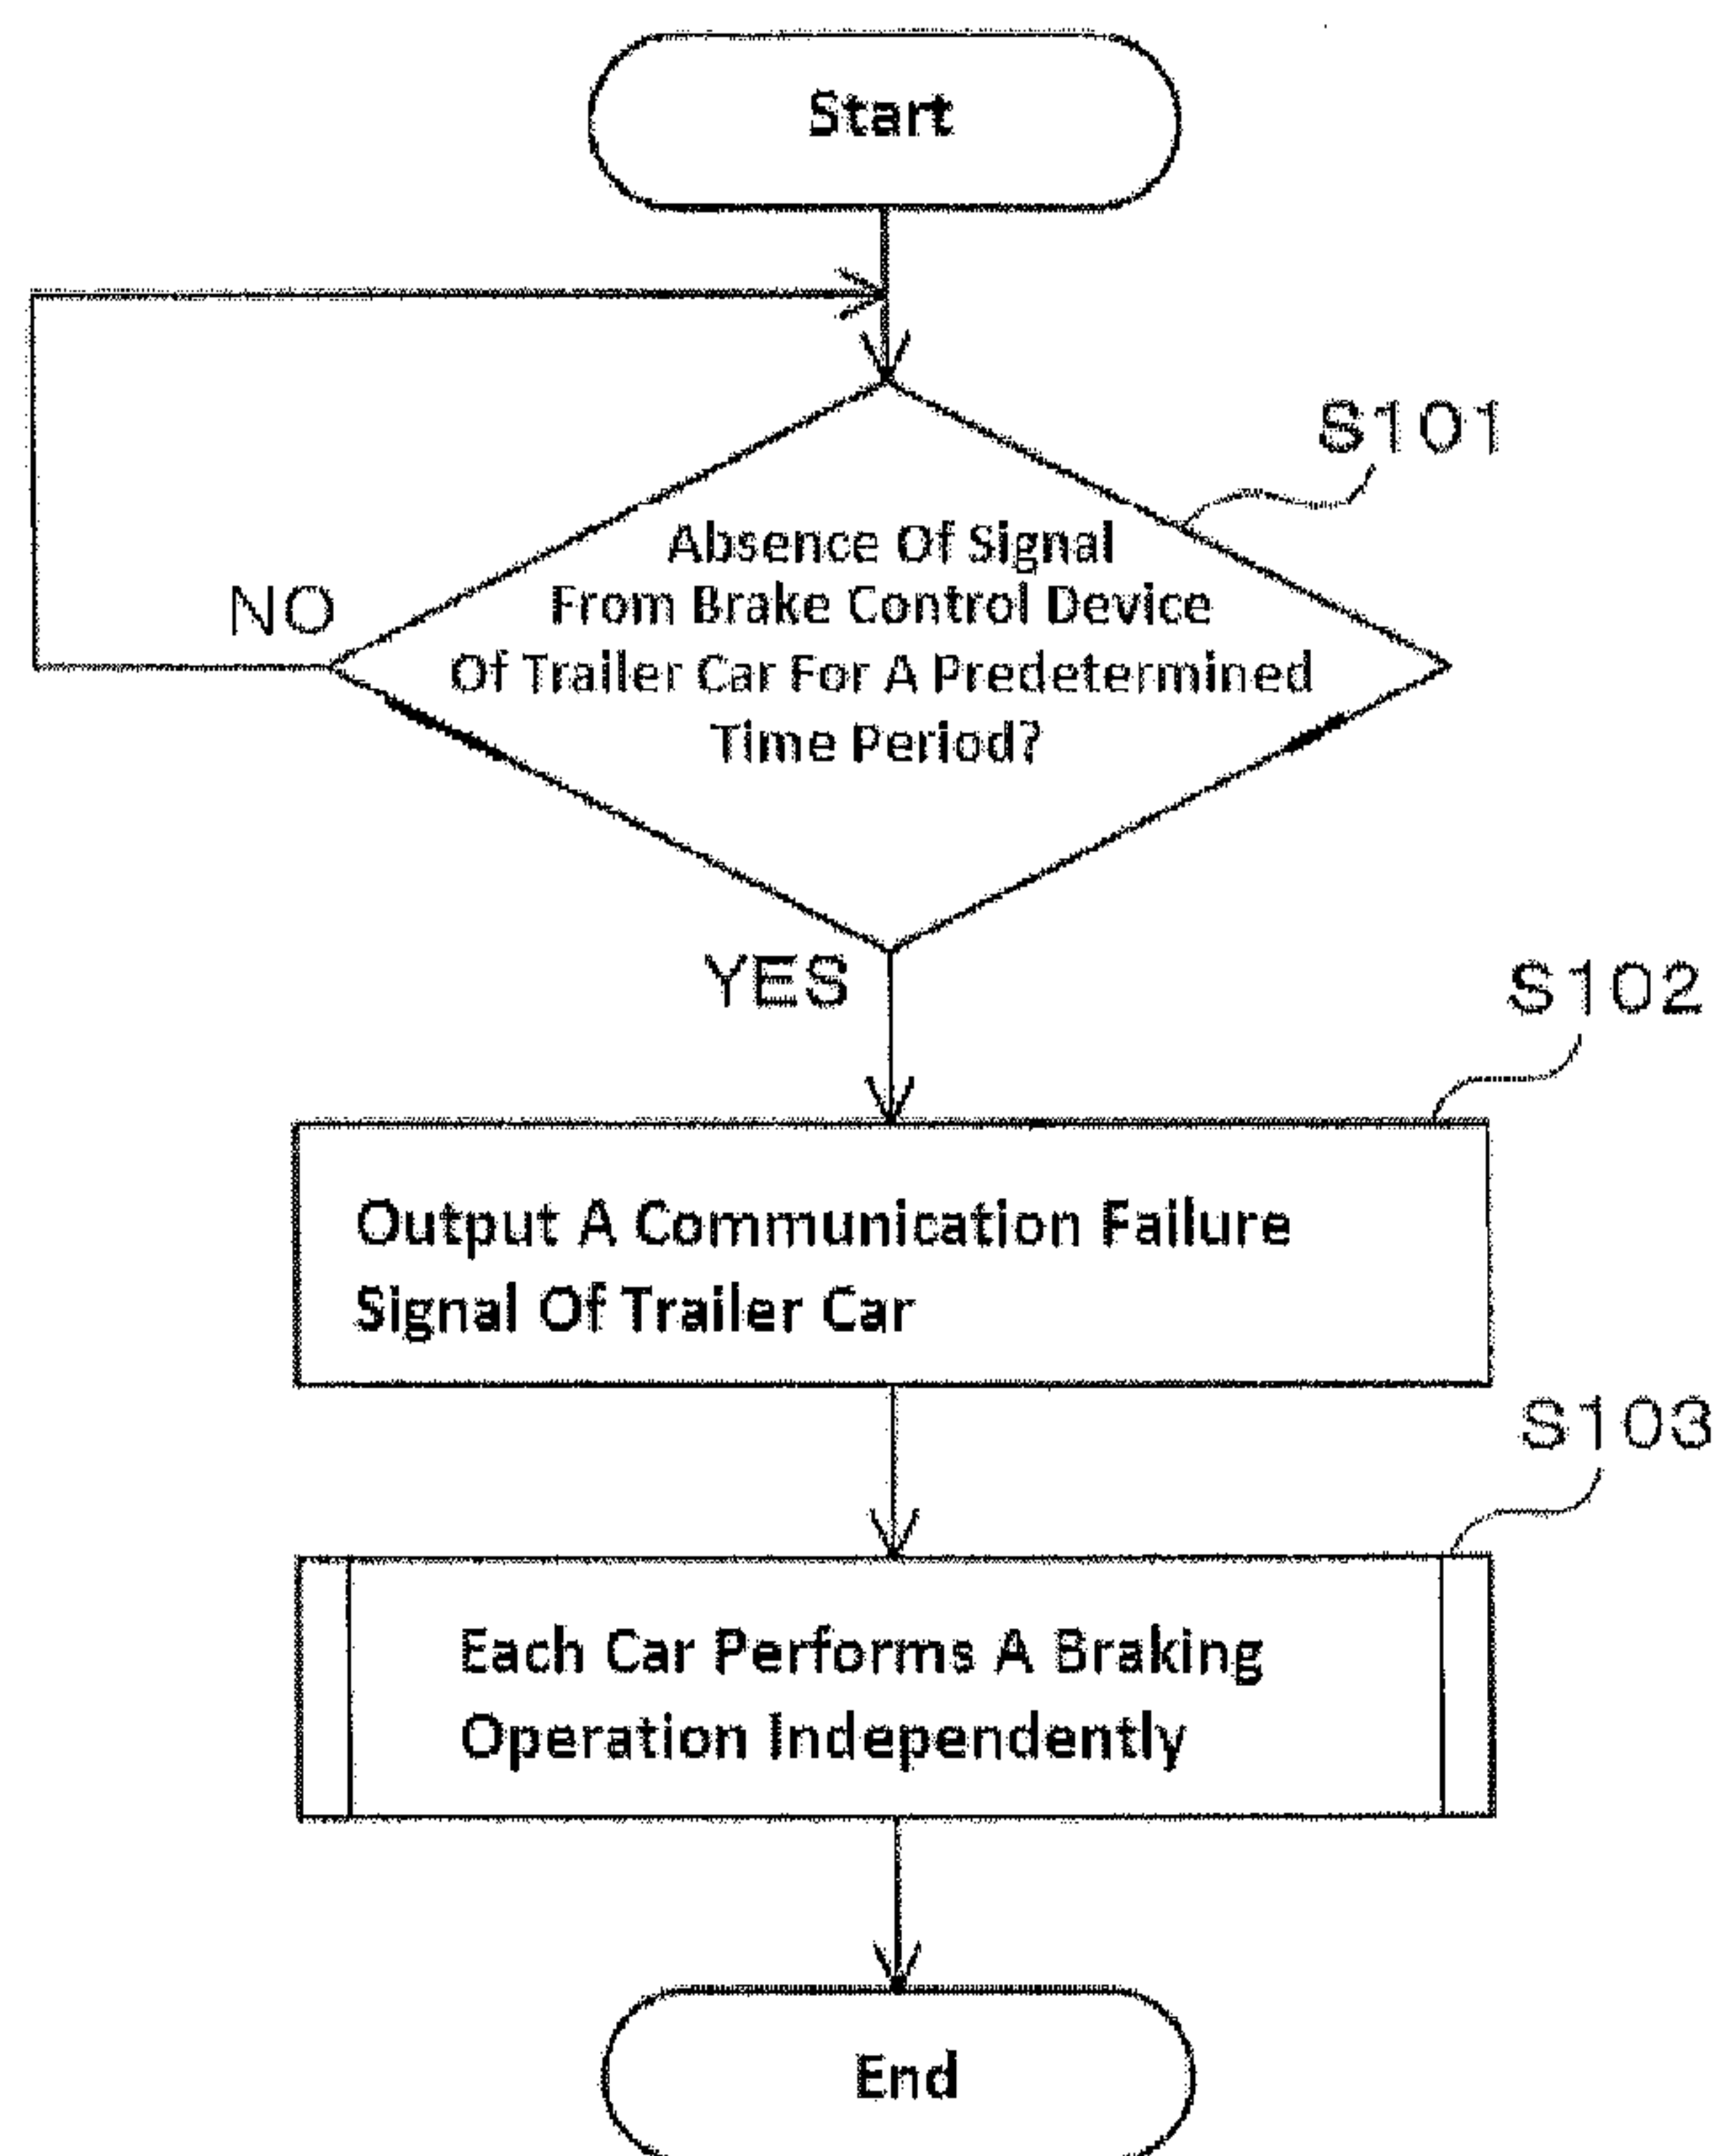 Start
S101
Absence Of Signal
From Brake Control Device
Of Trailer Car For A Predetermined
Time Period?
NO
YES
S102
Output A Communication Failure
Signal Of Trailer Car
S103
Each Car Performs A Braking
Operation Independently
End